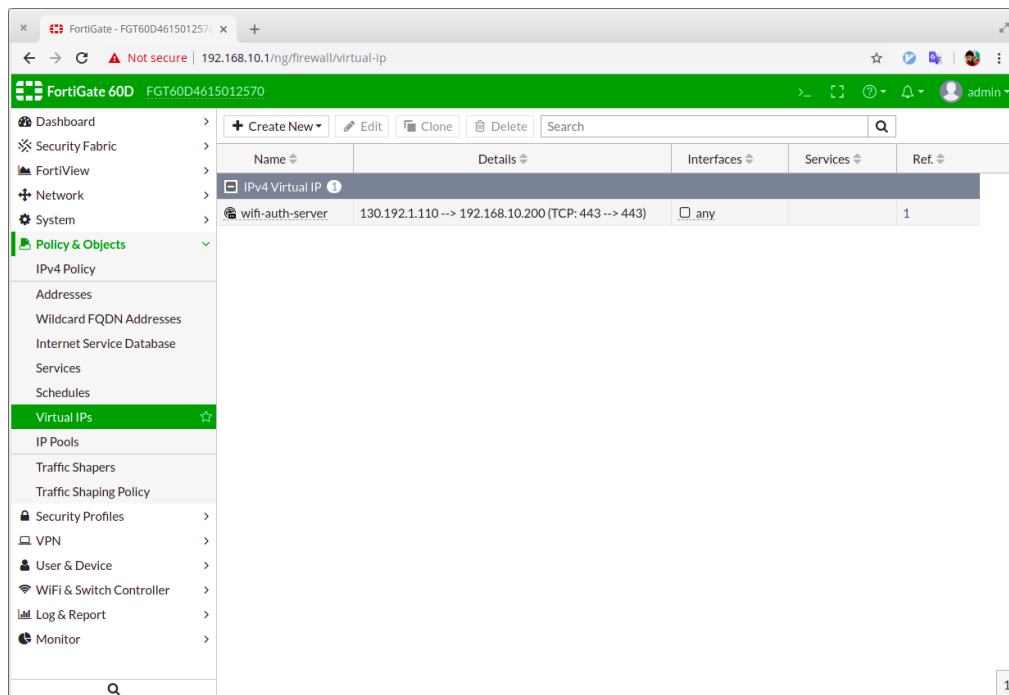 FortiGate - FGT60D4615012570
Not secure | 192.168.10.1/ng/firewall/virtual-ip
FortiGate 60D FGT60D4615012570 admin
Dashboard
Security Fabric
FortiView
Network
System
Policy & Objects
IPv4 Policy
Addresses
Wildcard FQDN Addresses
Internet Service Database
Services
Schedules
Virtual IPs
IP Pools
Traffic Shapers
Traffic Shaping Policy
Security Profiles
VPN
User & Device
WiFi & Switch Controller
Log & Report
Monitor
Create New Edit Clone Delete Search
Name Details Interfaces Services Ref.
IPv4 Virtual IP 1
wifi-auth-server 130.192.1.110 --> 192.168.10.200 (TCP: 443 --> 443) any 1
1